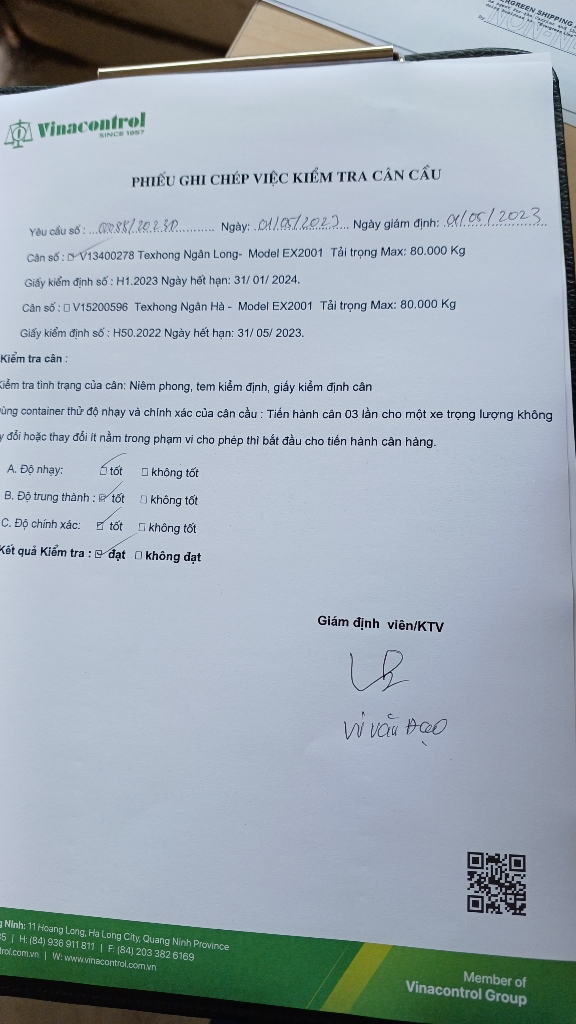 ERGREEN SHIPPING
Vinacontrol
SINCE 1957
PHIẾU GHI CHÉP VIỆC KIỂM TRA CÂN CẦU
Yêu cầu số : Ngày: 01/05/2023 Ngày giám định: 01/05/2023
Cân số : ☑ V13400278 Texhong Ngân Long- Model EX2001 Tải trọng Max: 80.000 Kg
Giấy kiểm định số : H1.2023 Ngày hết hạn: 31/ 01/ 2024.
Cân số : ☐ V15200596 Texhong Ngân Hà - Model EX2001 Tải trọng Max: 80.000 Kg
Giấy kiểm định số : H50.2022 Ngày hết hạn: 31/ 05/ 2023.
Kiểm tra cân :
Kiểm tra tình trạng của cân: Niêm phong, tem kiểm định, giấy kiểm định cân
ùng container thử độ nhạy và chính xác của cân cầu : Tiến hành cân 03 lần cho một xe trọng lượng không
y đổi hoặc thay đổi ít nằm trong phạm vi cho phép thì bắt đầu cho tiến hành cân hàng.
A. Độ nhạy: ☑ tốt ☐ không tốt
B. Độ trung thành : ☑ tốt ☐ không tốt
C. Độ chính xác: ☑ tốt ☐ không tốt
Kết quả Kiểm tra : ☑ đạt ☐ không đạt
Giám định viên/KTV
Vi Văn Đạo
g Ninh: 11 Hoang Long, Ha Long City, Quang Ninh Province
5 | H: (84) 936 911 811 | F: (84) 203 382 6169
trol.com.vn | W: www.vinacontrol.com.vn
Member of
Vinacontrol Group